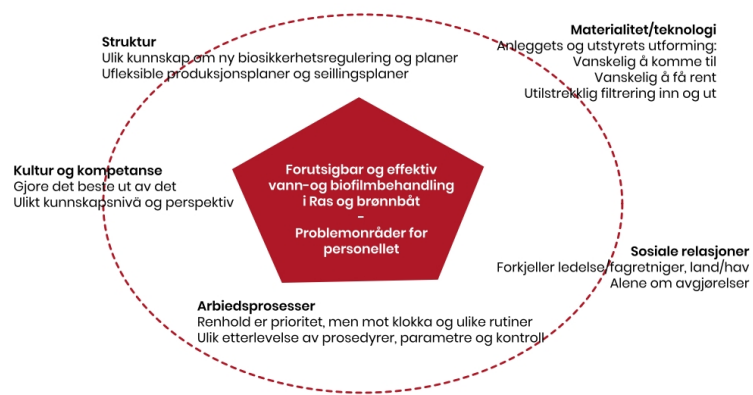 Struktur
Ulik kunnskap om ny biosikkerhetsregulering og planer
Ufleksible produksjonsplaner og seillingsplaner
Materialitet/teknologi
Anleggets og utstyrets utforming:
Vanskelig å komme til
Vanskelig å få rent
Utilstrekklig filtrering inn og ut
Kultur og kompetanse
Gjore det beste ut av det
Ulikt kunnskapsnivå og perspektiv
Forutsigbar og effektiv
vann-og biofilmbehandling
i Ras og brønnbåt
–
Problemområder for
personellet
Sosiale relasjoner
Forkjeller ledelse/fagretniger, land/hav
Alene om avgjørelser
Arbiedsprosesser
Renhold er prioritet, men mot klokka og ulike rutiner
Ulik etterlevelse av prosedyrer, parametre og kontroll